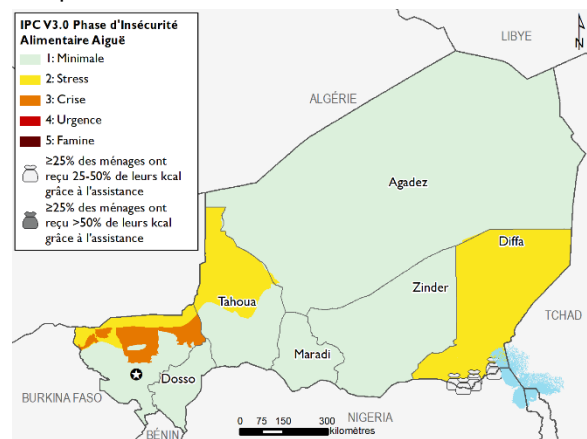 IPC V3.0 Phase d'Insécurité
Alimentaire Aiguë
1: Minimale
2: Stress
3: Crise
4: Urgence
5: Famine
≥25% des ménages ont
reçu 25-50% de leurs kcal
grâce à l'assistance
≥25% des ménages ont
reçu >50% de leurs kcal
grâce à l'assistance
LIBYE
N
ALGÉRIE
Agadez
Diffa
Zinder
Tahoua
TCHAD
Maradi
Dosso
BURKINA FASO
NIGERIA
BÉNIN
0 75 150 300
kilomètres